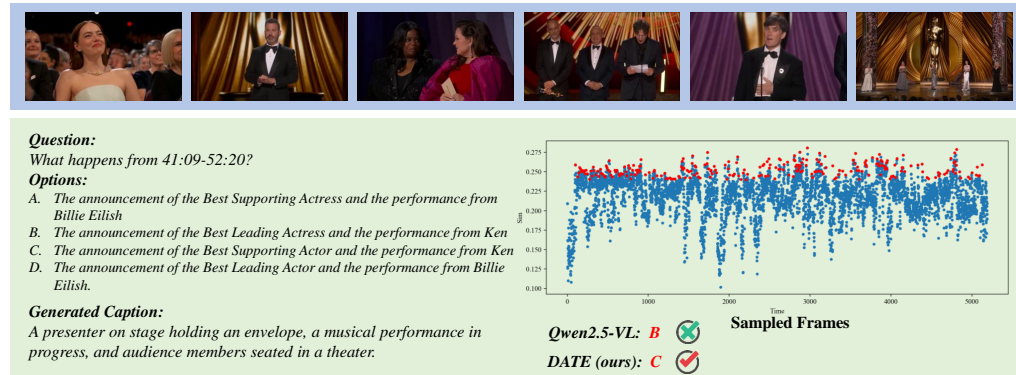 Question:
What happens from 41:09-52:20?
Options:
A. The announcement of the Best Supporting Actress and the performance from
Billie Eilish
B. The announcement of the Best Leading Actress and the performance from Ken
C. The announcement of the Best Supporting Actor and the performance from Ken
D. The announcement of the Best Leading Actor and the performance from Billie
Eilish.
Generated Caption:
A presenter on stage holding an envelope, a musical performance in
progress, and audience members seated in a theater.
0.275
0.250
0.225
0.200
0.175
0.150
0.125
0.100
Sim
0 1000 2000 3000 4000 5000
Time
Sampled Frames
Qwen2.5-VL: B
DATE (ours): C